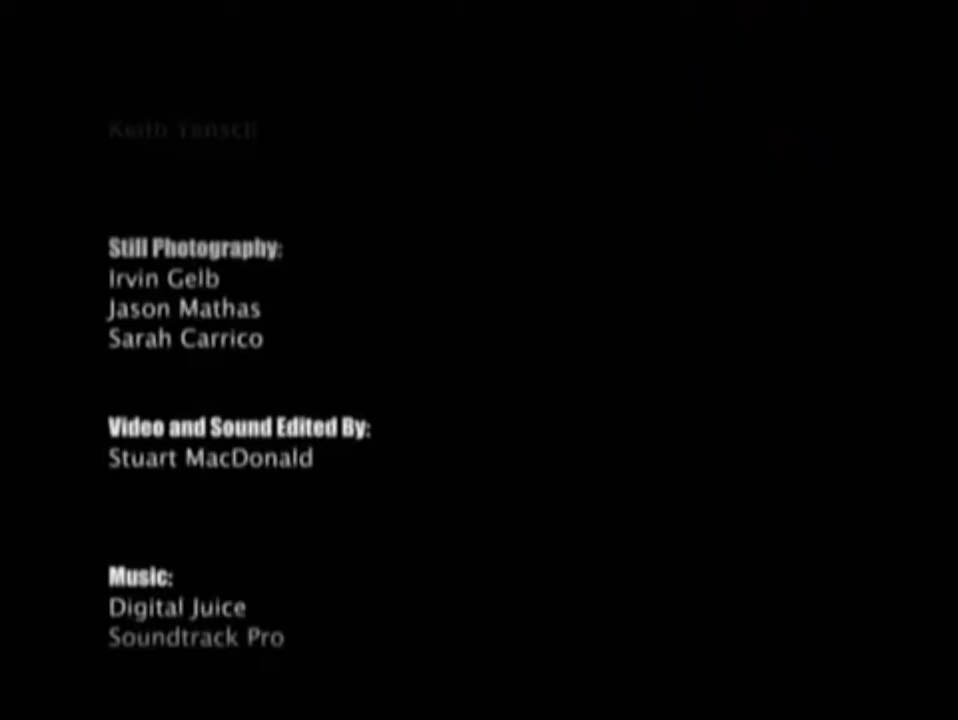 Keith
Still Photography:
Irvin Gelb
Jason Mathas
Sarah Carrico
Video and Sound Edited By:
Stuart MacDonald
Music:
Digital Juice
Soundtrack Pro